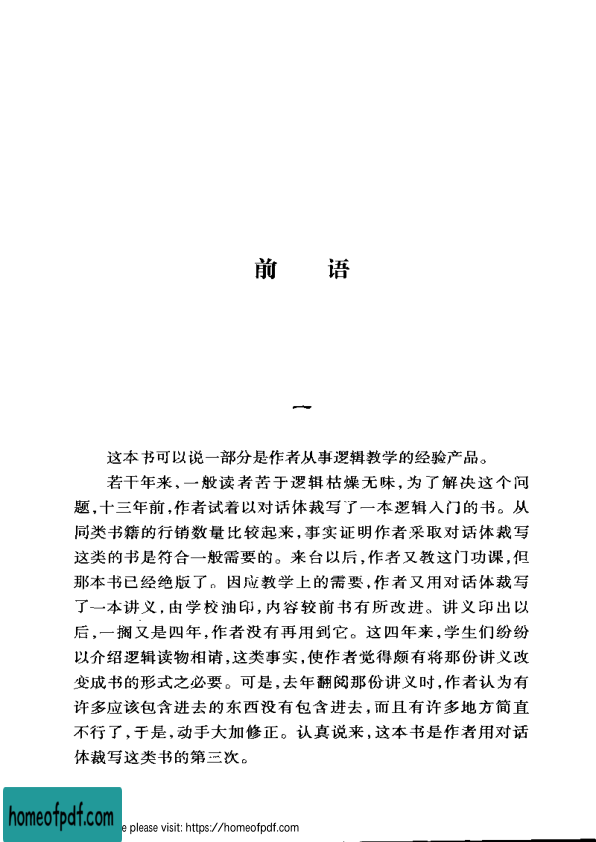 前 语
一
这本书可以说一部分是作者从事逻辑教学的经验产品。
若干年来、一般读者苦于逻辑枯燥无味,为了解决这个问
题,十三年前,作者试着以对话体裁写了一本逻辑入门的书。从
同类书籍的行销数量比较起来,事实证明作者采取对话体裁写
这类的书是符合一般需要的。来台以后,作者又教这门功课,但
那本书已经绝版了。因应教学上的需要,作者又用对话体裁写
了一本讲义,由学校油印,内容较前书有所改进。讲义印出以
后,一搁又是四年,作者没有再用到它。这四年来,学生们纷纷
以介绍逻辑读物相请,这类事实,使作者觉得颇有将那份讲义改
变成书的形式之必要。可是,去年翻阅那份讲义时,作者认为有
许多应该包含进去的东西没有包含进去,而且有许多地方简直
不行了,于是,动手大加修正。认真说来,这本书是作者用对话
体裁写这类书的第三次。
homeofpdf.com
e please visit: https://homeofpdf.com